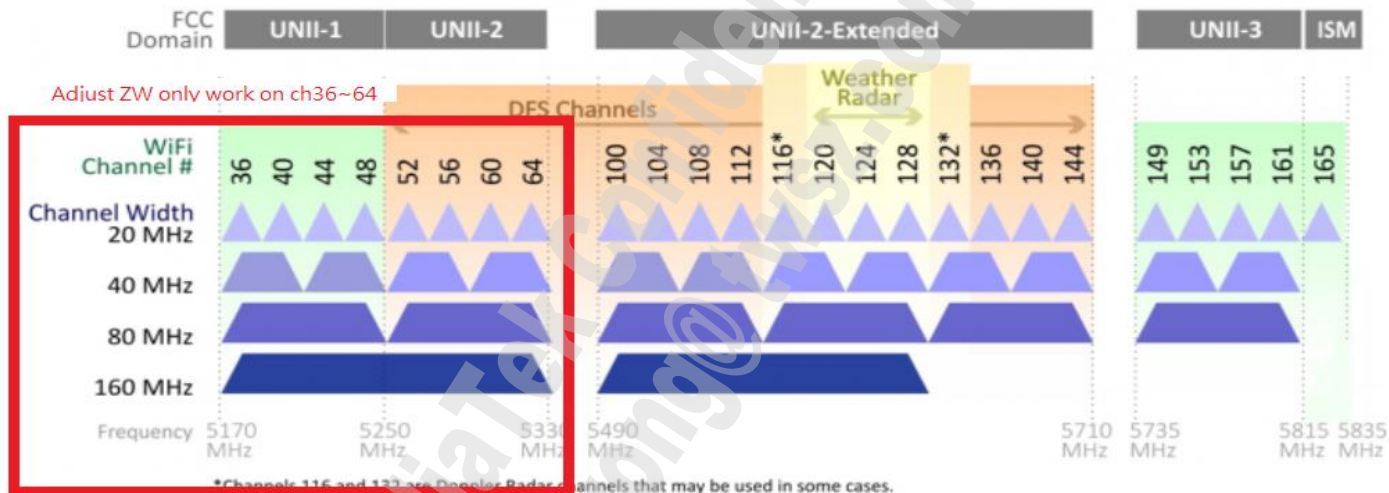 FCC
Domain
UNII-1 UNII-2 UNII-2-Extended UNII-3 ISM
Adjust ZW only work on ch36~64
Weather
Radar
DFS Channels
WiFi
Channel #
36 40 44 48 52 56 60 64 100 104 108 112 116* 120 124 128 132* 136 140 144 149 153 157 161 165
Channel Width
20 MHz
40 MHz
80 MHz
160 MHz
Frequency 5170 5250 5330 5490 5710 5735 5815 5835
MHz MHz MHz MHz MHz MHz MHz MHz
*Channels 116 and 132 are Doppler Radar channels that may be used in some cases.